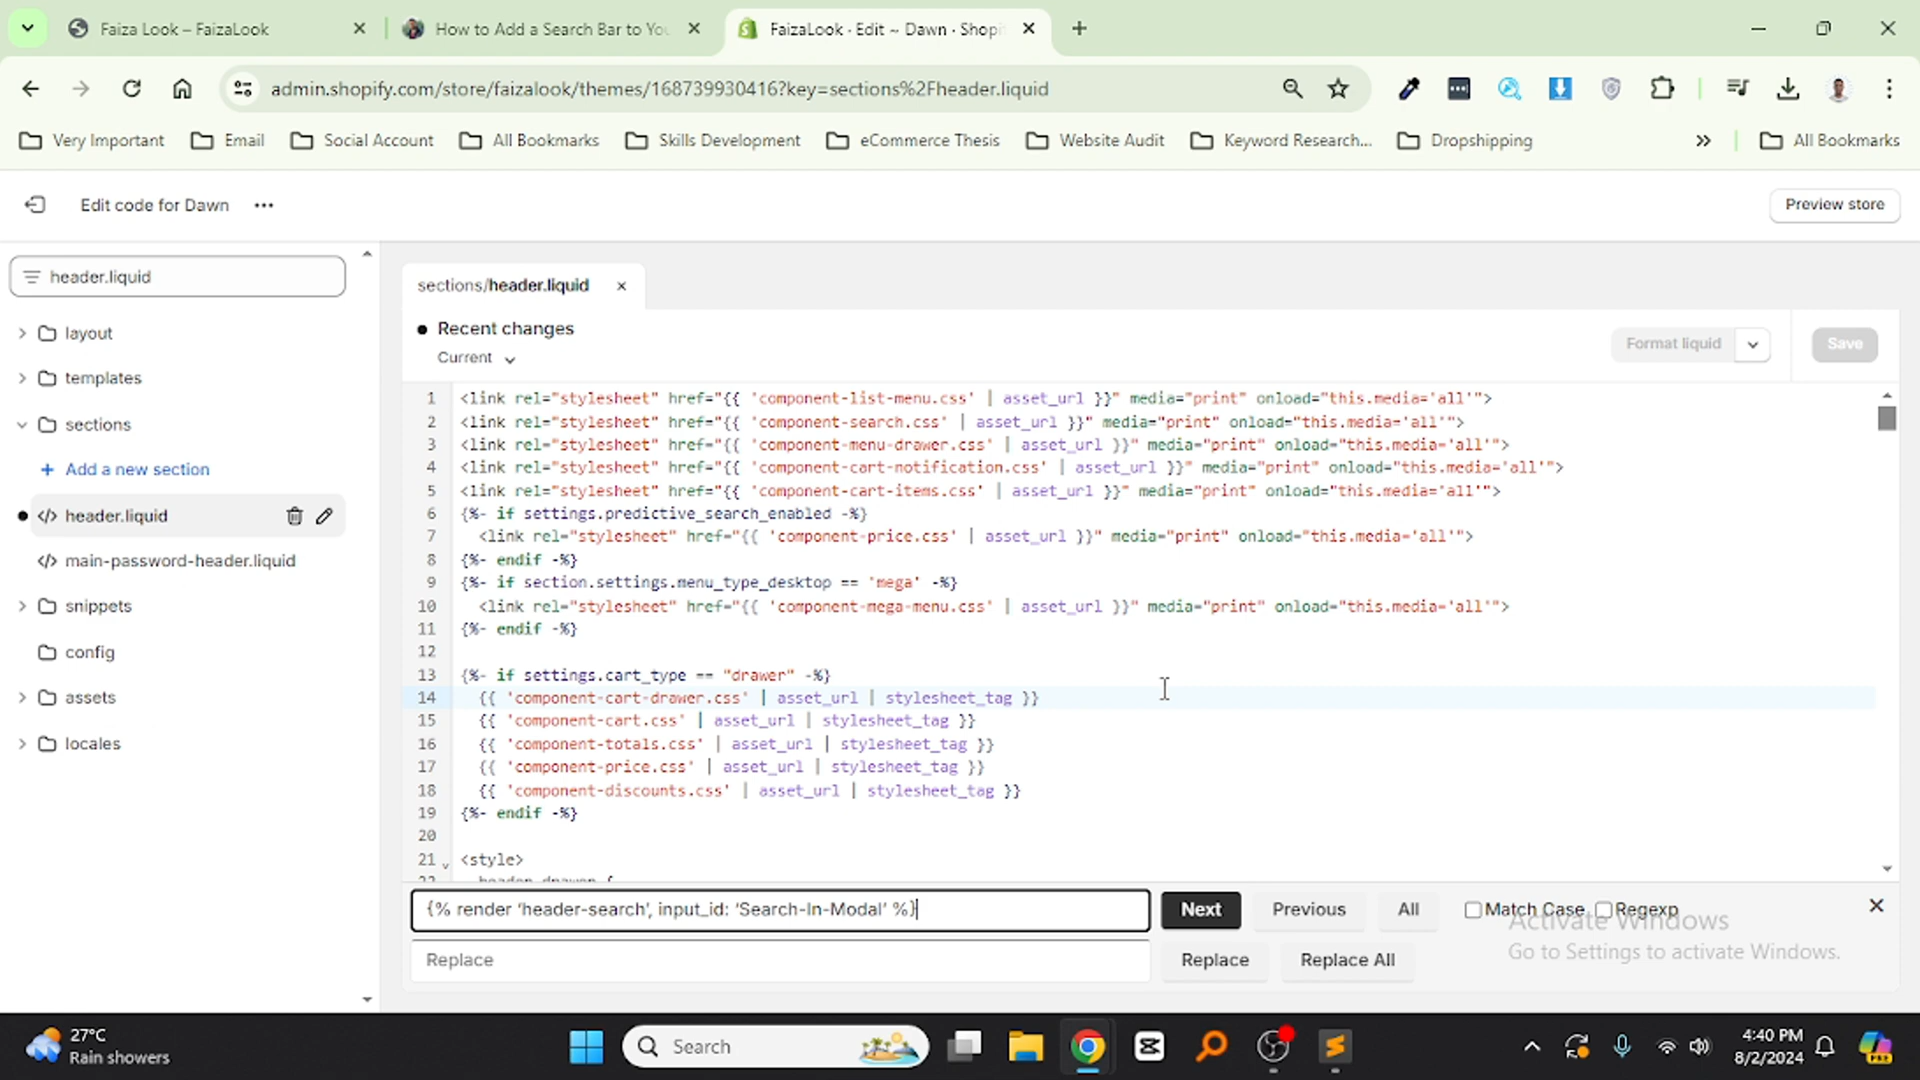 Faiza Look – FaizaLook
How to Add a Search Bar to You
FaizaLook · Edit ~ Dawn · Shopi
admin.shopify.com/store/faizalook/themes/168739930416?key=sections%2Fheader.liquid
Very Important
Email
Social Account
All Bookmarks
Skills Development
eCommerce Thesis
Website Audit
Keyword Research...
Dropshipping
All Bookmarks
Edit code for Dawn
Preview store
header.liquid
layout
templates
sections
+ Add a new section
</> header.liquid
</> main-password-header.liquid
snippets
config
assets
locales
sections/header.liquid
Recent changes
Current
Format liquid
Save
1 <link rel="stylesheet" href="{{ 'component-list-menu.css' | asset_url }}" media="print" onload="this.media='all'">
2 <link rel="stylesheet" href="{{ 'component-search.css' | asset_url }}" media="print" onload="this.media='all'">
3 <link rel="stylesheet" href="{{ 'component-menu-drawer.css' | asset_url }}" media="print" onload="this.media='all'">
4 <link rel="stylesheet" href="{{ 'component-cart-notification.css' | asset_url }}" media="print" onload="this.media='all'">
5 <link rel="stylesheet" href="{{ 'component-cart-items.css' | asset_url }}" media="print" onload="this.media='all'">
6 {%- if settings.predictive_search_enabled -%}
7 <link rel="stylesheet" href="{{ 'component-price.css' | asset_url }}" media="print" onload="this.media='all'">
8 {%- endif -%}
9 {%- if section.settings.menu_type_desktop == 'mega' -%}
10 <link rel="stylesheet" href="{{ 'component-mega-menu.css' | asset_url }}" media="print" onload="this.media='all'">
11 {%- endif -%}
12
13 {%- if settings.cart_type == "drawer" -%}
14 {{ 'component-cart-drawer.css' | asset_url | stylesheet_tag }}
15 {{ 'component-cart.css' | asset_url | stylesheet_tag }}
16 {{ 'component-totals.css' | asset_url | stylesheet_tag }}
17 {{ 'component-price.css' | asset_url | stylesheet_tag }}
18 {{ 'component-discounts.css' | asset_url | stylesheet_tag }}
19 {%- endif -%}
20
21 <style>
{% render ‘header-search’, input_id: ‘Search-In-Modal’ %}
Next
Previous
All
Match Case
Regexp
Replace
Replace
Replace All
Activate Windows
Go to Settings to activate Windows.
27°C
Rain showers
Search
4:40 PM
8/2/2024